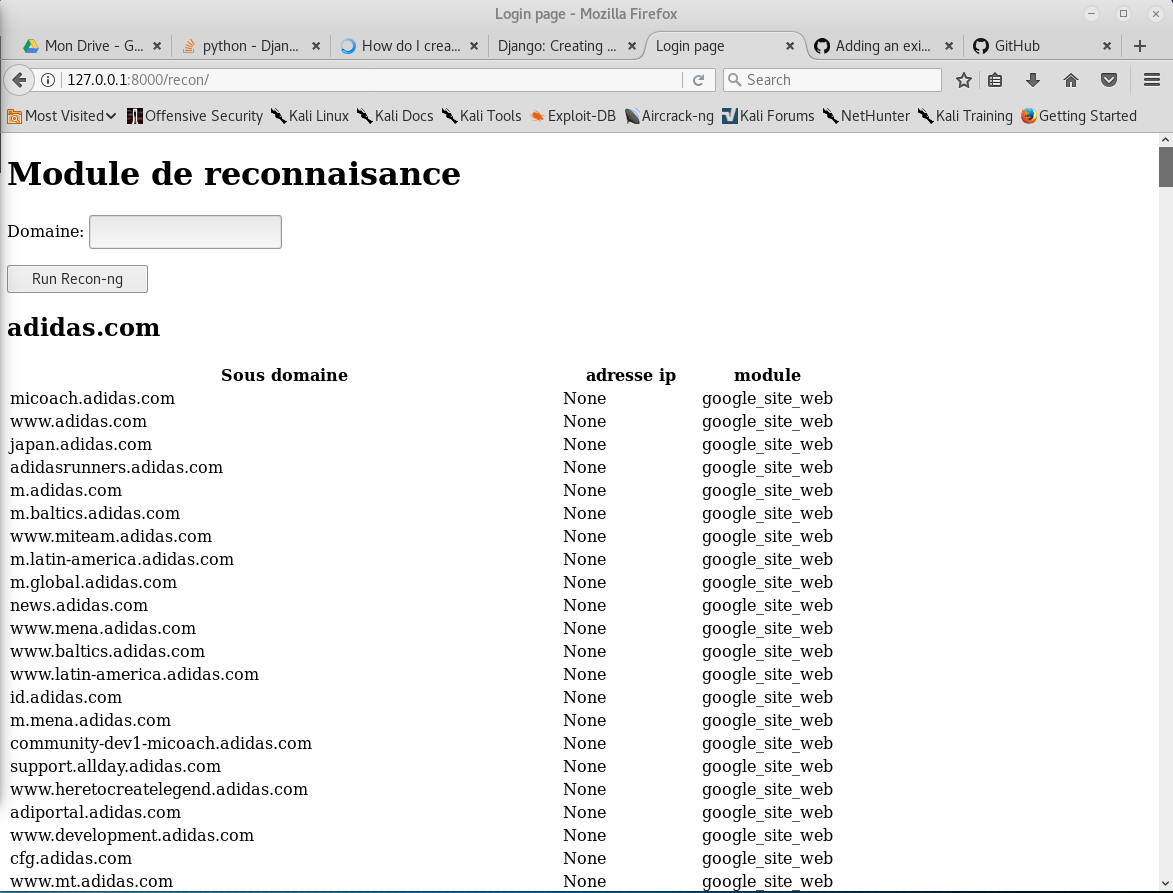 Login page - Mozilla Firefox
Mon Drive - G... × python - Djan... × How do I crea... × Django: Creating ... × Login page × Adding an exi... × GitHub ×
127.0.0.1:8000/recon/ Search
Most Visited Offensive Security Kali Linux Kali Docs Kali Tools Exploit-DB Aircrack-ng Kali Forums NetHunter Kali Training Getting Started
Module de reconnaisance
Domaine:
Run Recon-ng
adidas.com
Sous domaine adresse ip module
micoach.adidas.com None google_site_web
www.adidas.com None google_site_web
japan.adidas.com None google_site_web
adidasrunners.adidas.com None google_site_web
m.adidas.com None google_site_web
m.baltics.adidas.com None google_site_web
www.miteam.adidas.com None google_site_web
m.latin-america.adidas.com None google_site_web
m.global.adidas.com None google_site_web
news.adidas.com None google_site_web
www.mena.adidas.com None google_site_web
www.baltics.adidas.com None google_site_web
www.latin-america.adidas.com None google_site_web
id.adidas.com None google_site_web
m.mena.adidas.com None google_site_web
community-dev1-micoach.adidas.com None google_site_web
support.allday.adidas.com None google_site_web
www.heretocreatelegend.adidas.com None google_site_web
adiportal.adidas.com None google_site_web
www.development.adidas.com None google_site_web
cfg.adidas.com None google_site_web
www.mt.adidas.com None google_site_web